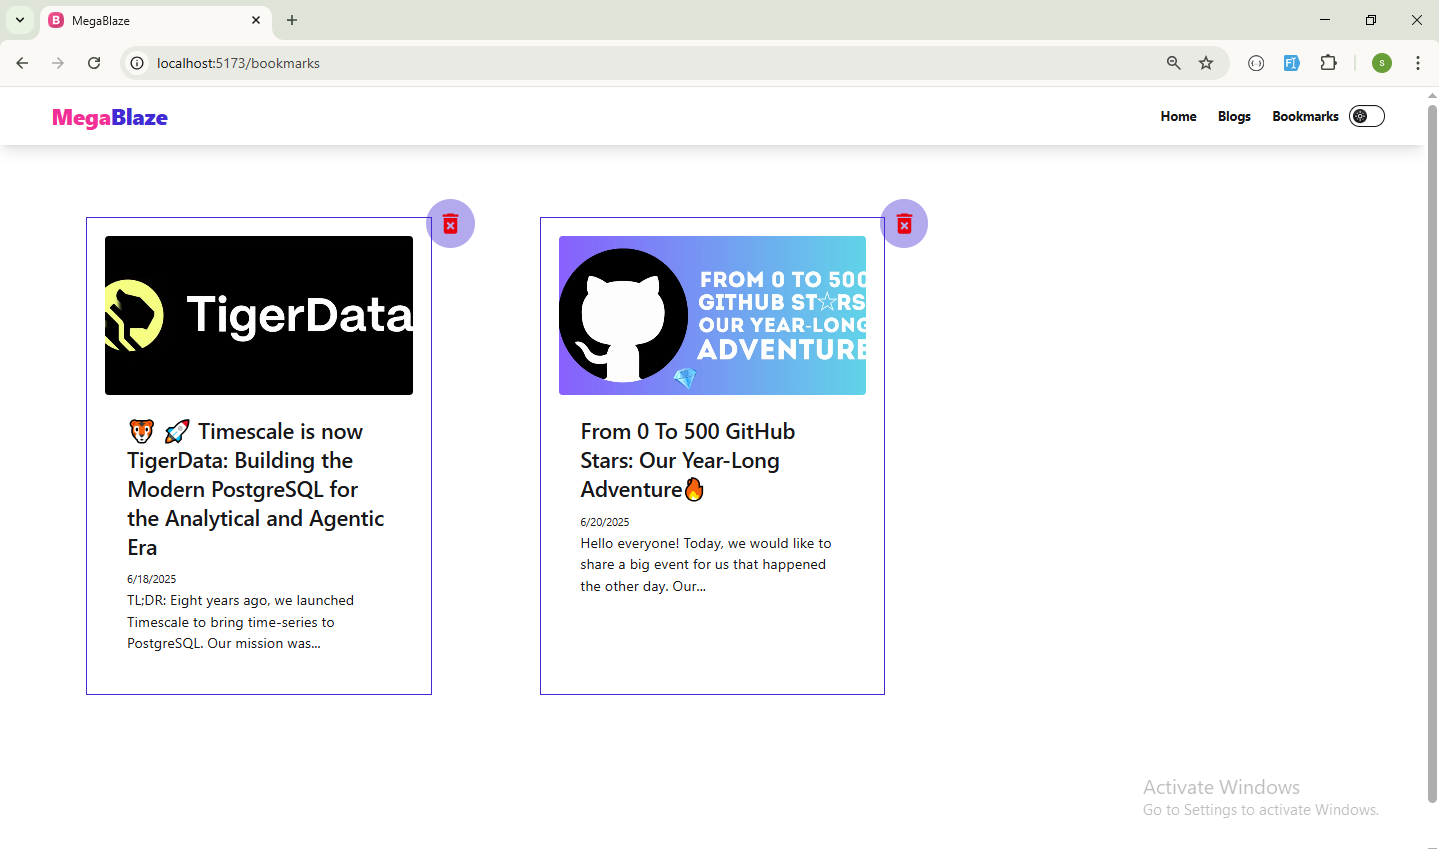 MegaBlaze
localhost:5173/bookmarks
MegaBlaze
Home Blogs Bookmarks
TigerData
🐯 🚀 Timescale is now
TigerData: Building the
Modern PostgreSQL for
the Analytical and Agentic
Era
6/18/2025
TL;DR: Eight years ago, we launched
Timescale to bring time-series to
PostgreSQL. Our mission was...
FROM 0 TO 500
GITHUB ST☆RS
OUR YEAR-LONG
ADVENTURE
From 0 To 500 GitHub
Stars: Our Year-Long
Adventure🔥
6/20/2025
Hello everyone! Today, we would like to
share a big event for us that happened
the other day. Our...
Activate Windows
Go to Settings to activate Windows.